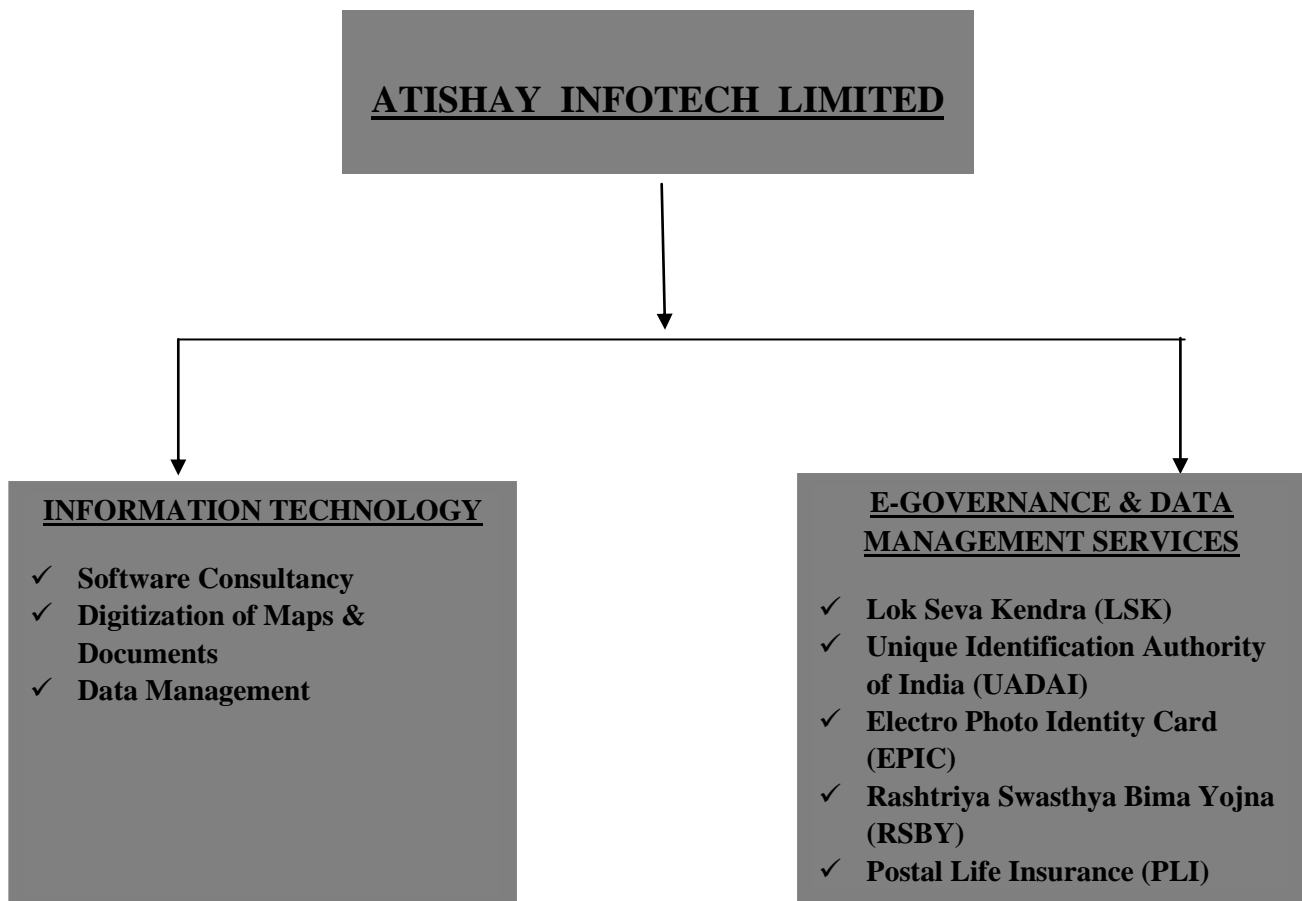 ATISHAY INFOTECH LIMITED
INFORMATION TECHNOLOGY
✓ Software Consultancy
✓ Digitization of Maps &
Documents
✓ Data Management
E-GOVERNANCE & DATA
MANAGEMENT SERVICES
✓ Lok Seva Kendra (LSK)
✓ Unique Identification Authority
of India (UADAI)
✓ Electro Photo Identity Card
(EPIC)
✓ Rashtriya Swasthya Bima Yojna
(RSBY)
✓ Postal Life Insurance (PLI)